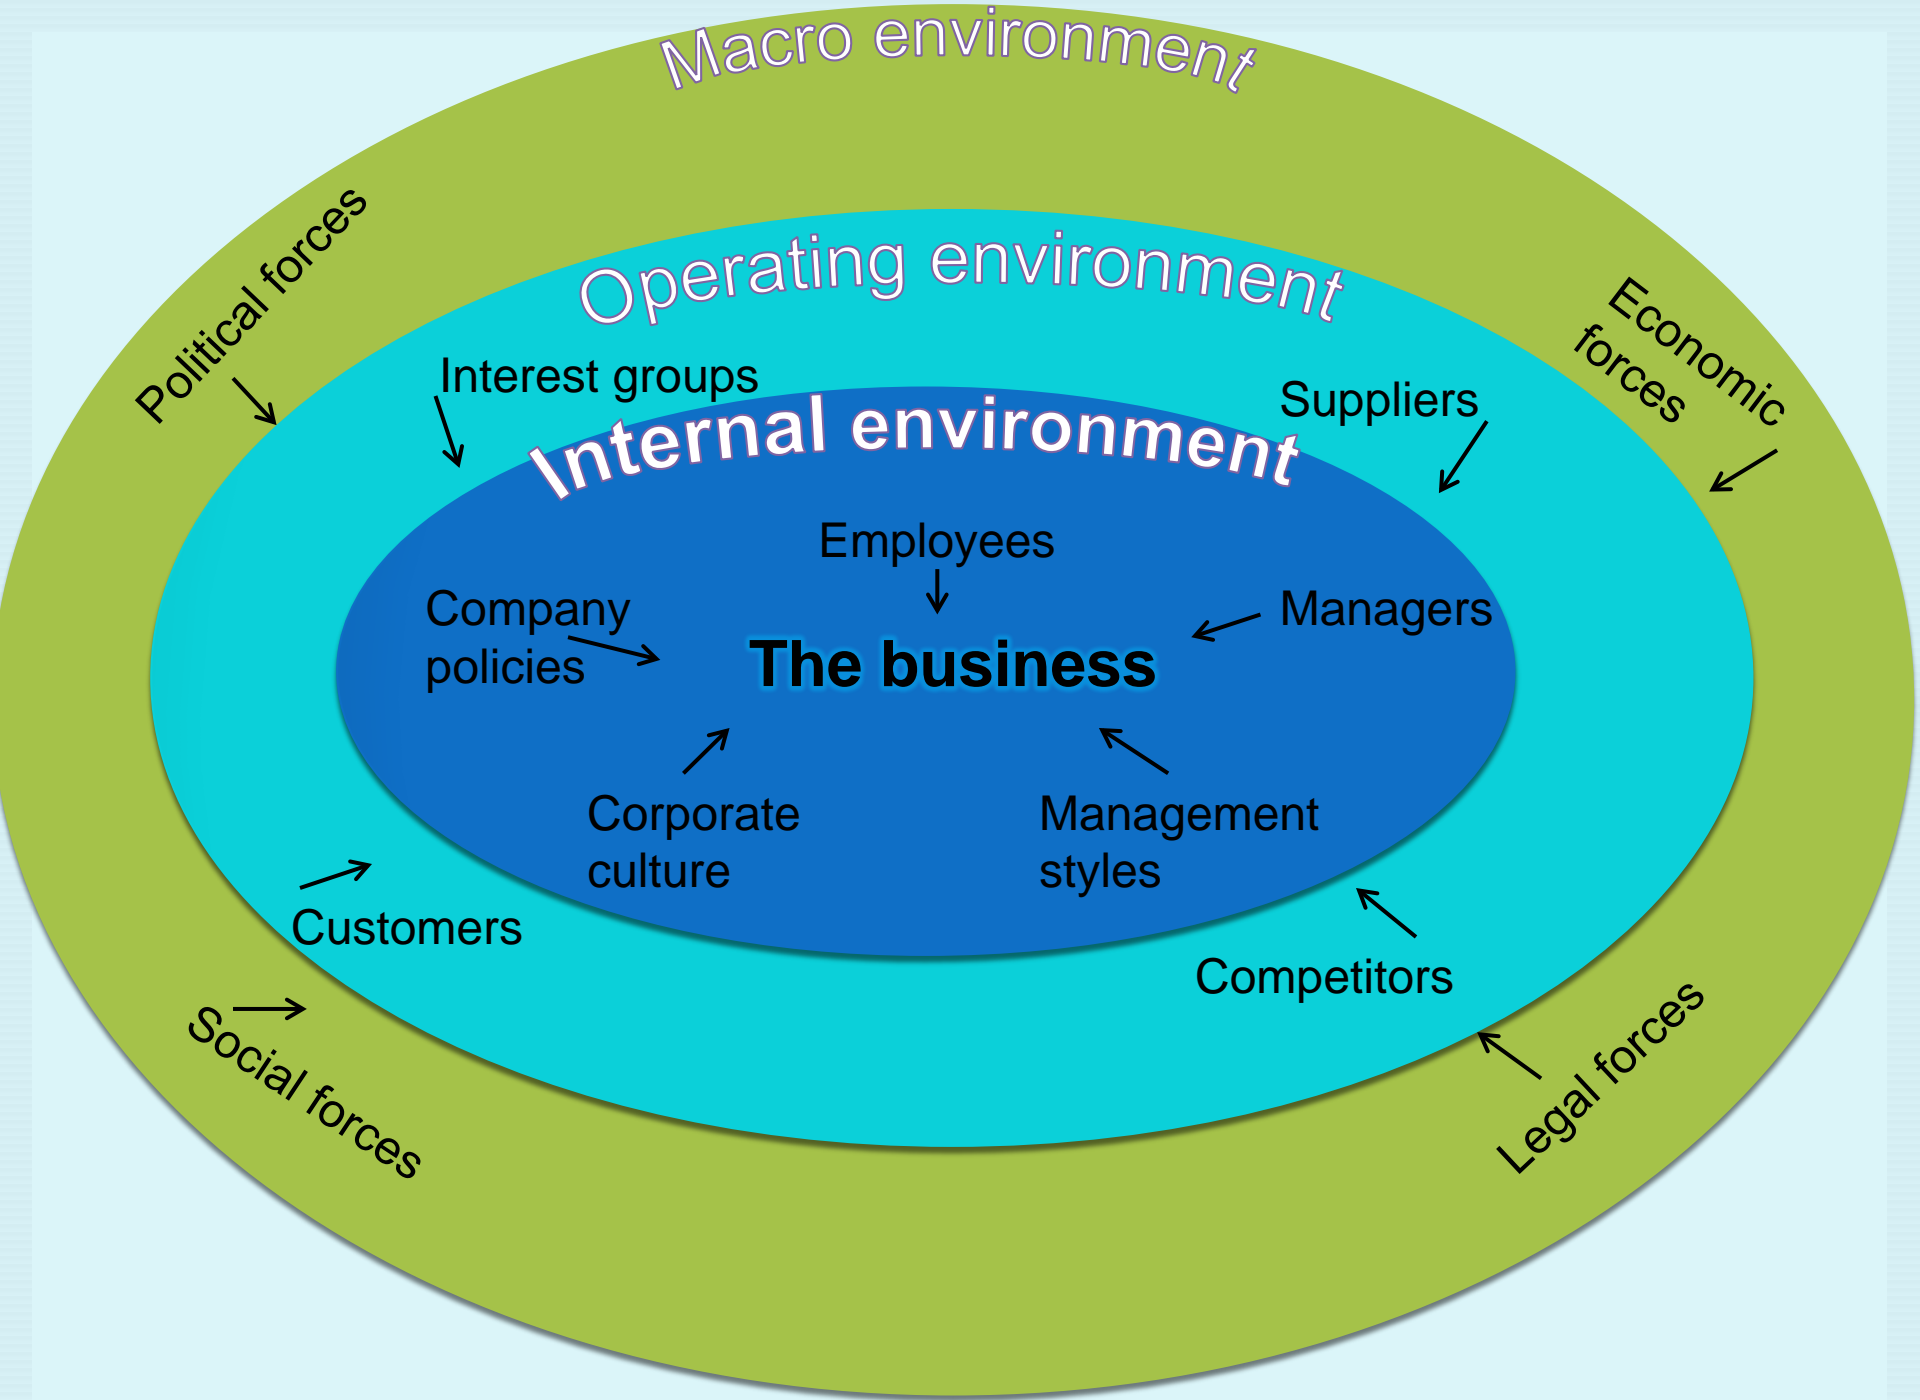 Macro environment
Political forces
Operating environment
Economic
forces
Interest groups
Suppliers
Internal environment
Employees
Company
policies
Managers
The business
Corporate
culture
Management
styles
Customers
Competitors
Social forces
Legal forces